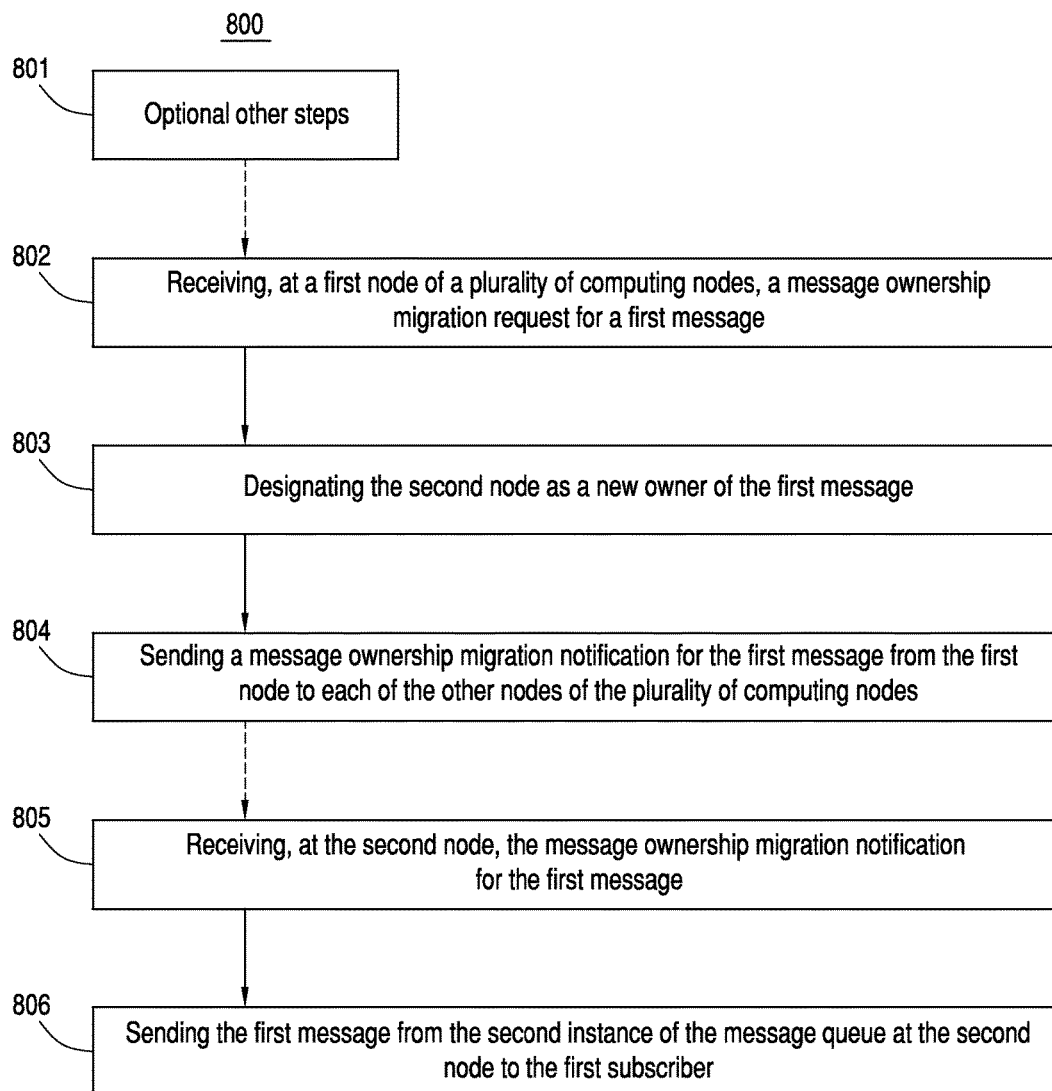 800
801
Optional other steps
802
Receiving, at a first node of a plurality of computing nodes, a message ownership
migration request for a first message
803
Designating the second node as a new owner of the first message
804
Sending a message ownership migration notification for the first message from the first
node to each of the other nodes of the plurality of computing nodes
805
Receiving, at the second node, the message ownership migration notification
for the first message
806
Sending the first message from the second instance of the message queue at the second
node to the first subscriber